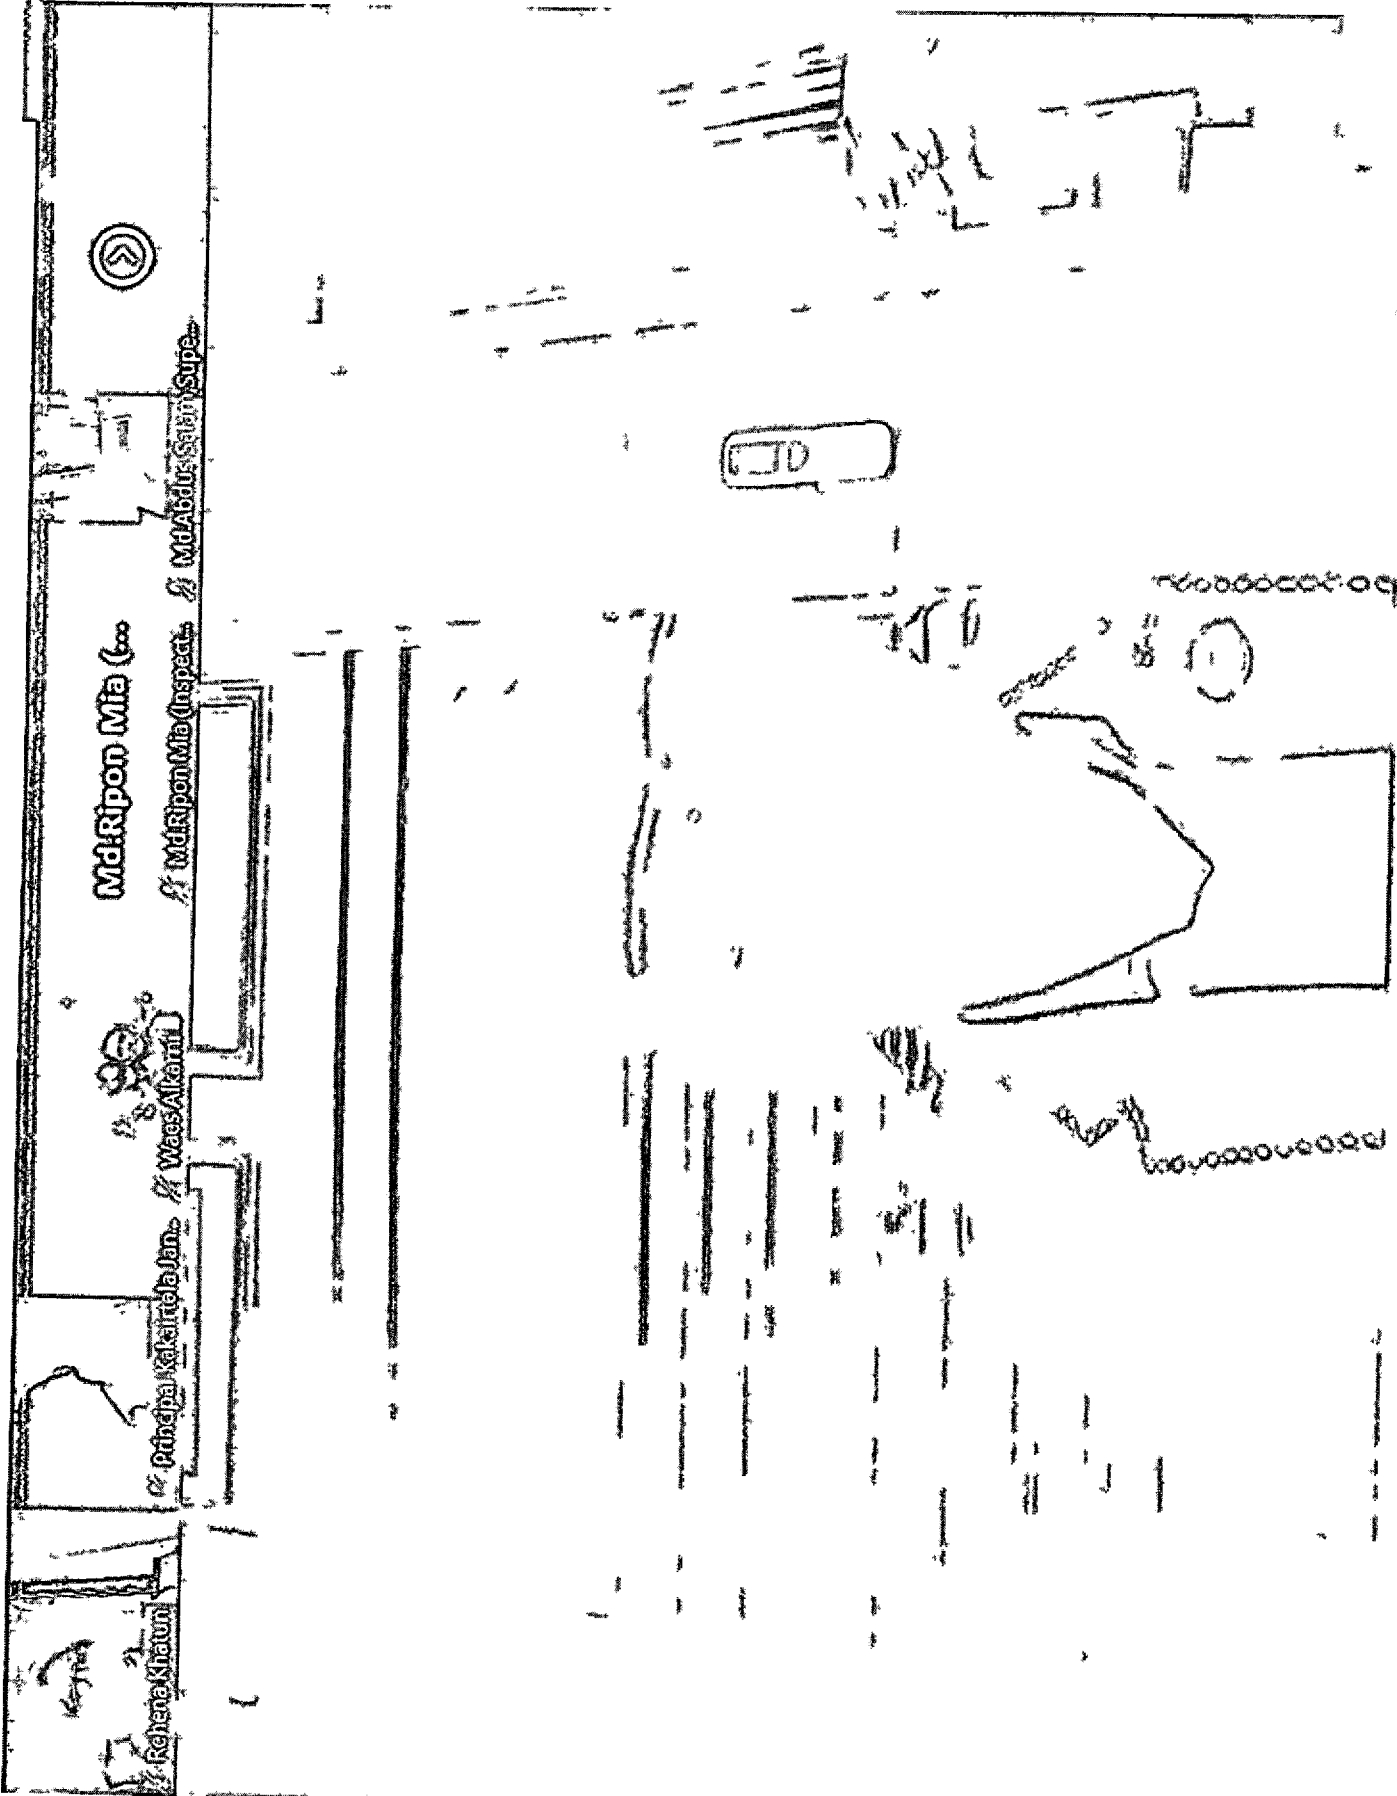 Md.Ripon Mia (...
Rehena Khatun
Principal Kakairtola Jan...
Waes Alkarni
Md.Ripon Mia (Inspect...
Md.Abdus Salam Supe...